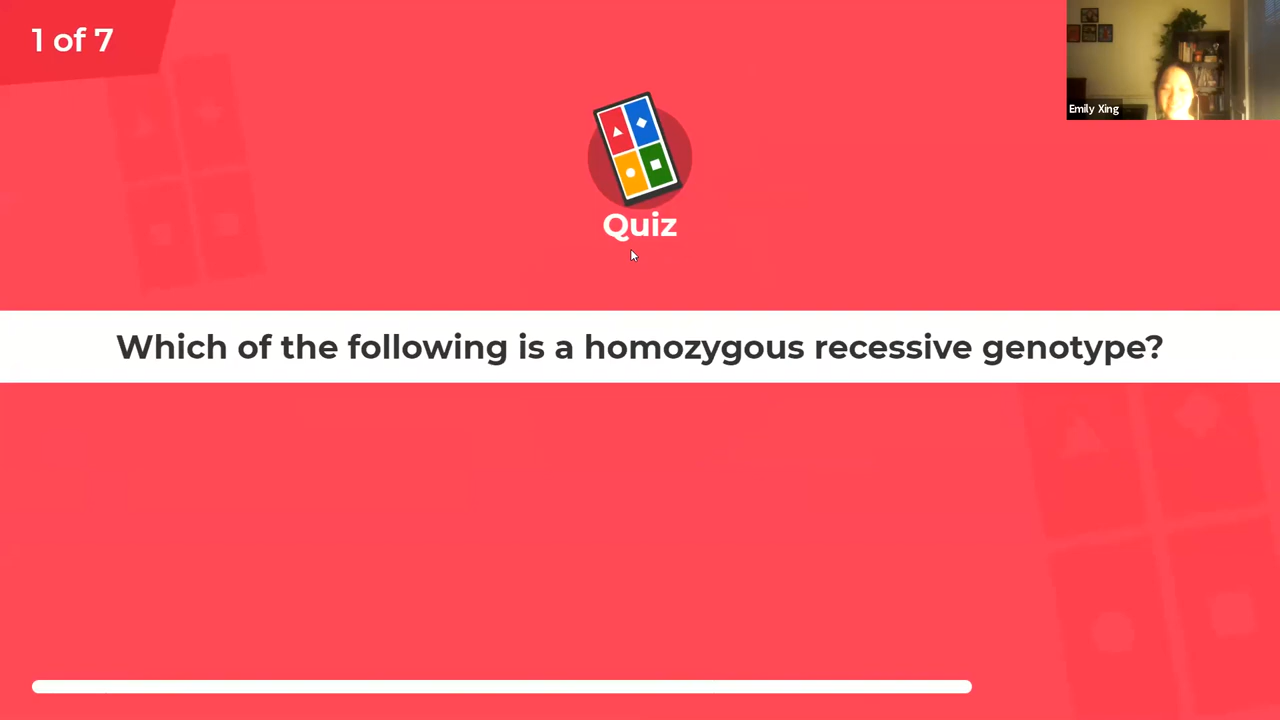 1 of 7
Emily Xing
Quiz
Which of the following is a homozygous recessive genotype?